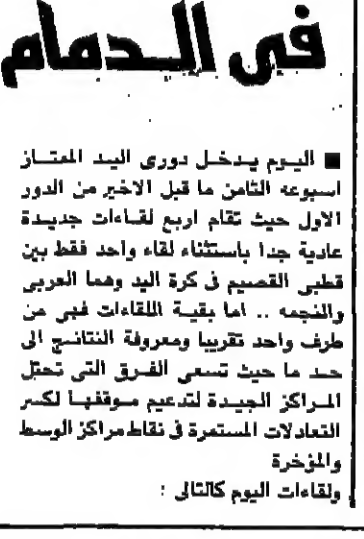 في الدمام
■ اليوم يدخل دوري اليد الممتاز
اسبوعه الثامن ما قبل الاخير من الدور
الاول حيث تقام اربع لقاءات جديدة
عادية جدا باستثناء لقاء واحد فقط بين
قطبي القصيم في كرة اليد وهما العربي
والنجمه .. اما بقية اللقاءات فهي من
طرف واحد تقريبا ومعروفة النتائج الى
حد ما حيث تسعى الفرق التي تحتل
المراكز الجيدة لتدعيم موقفها لكسر
التعادلات المستمرة في نقاط مراكز الوسط
والمؤخرة
ولقاءات اليوم كالتالي :